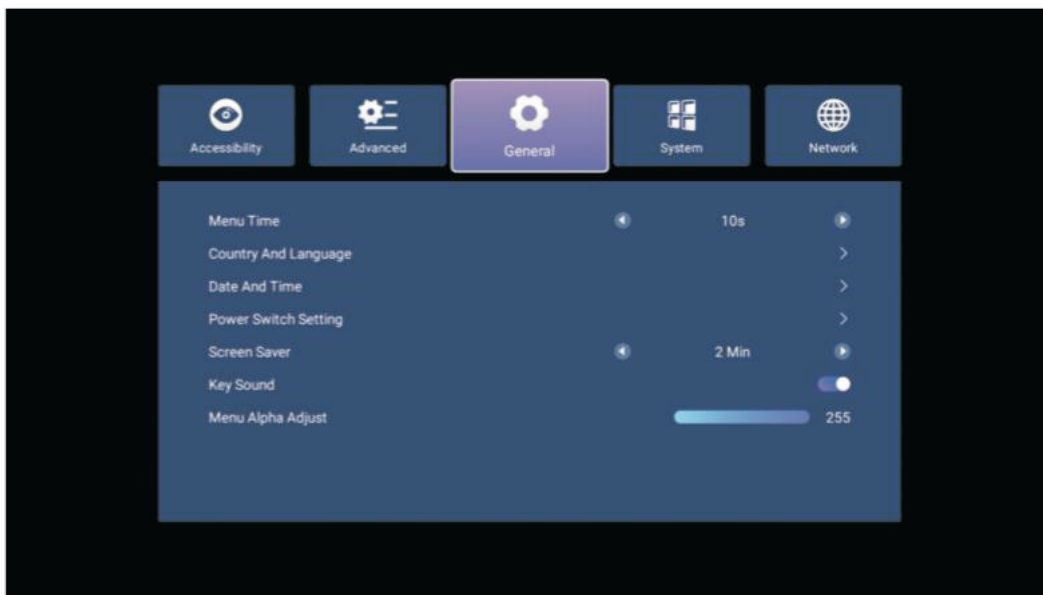 Accessibility
Advanced
General
System
Network
Menu Time 10s
Country And Language
Date And Time
Power Switch Setting
Screen Saver 2 Min
Key Sound
Menu Alpha Adjust 255